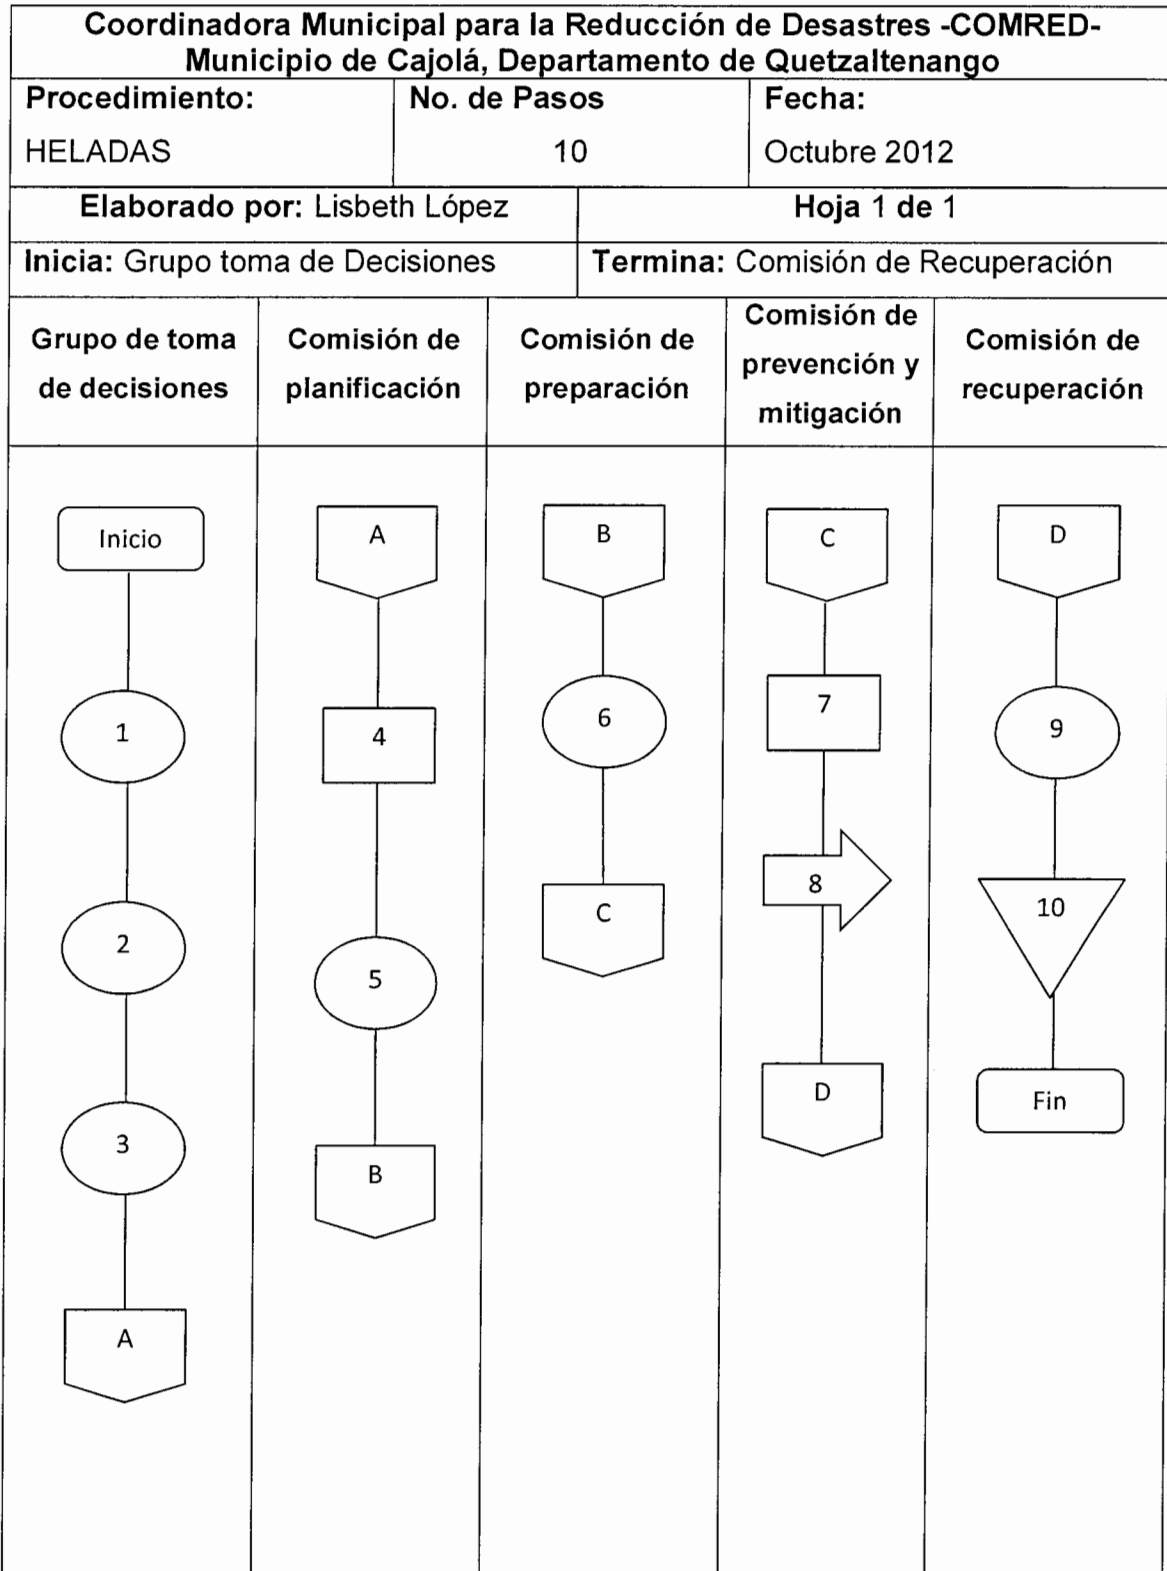 Coordinadora Municipal para la Reducción de Desastres -COMRED-
Municipio de Cajolá, Departamento de Quetzaltenango
Procedimiento:
HELADAS
No. de Pasos
10
Fecha:
Octubre 2012
Elaborado por: Lisbeth López
Hoja 1 de 1
Inicia: Grupo toma de Decisiones
Termina: Comisión de Recuperación
Grupo de toma
de decisiones
Comisión de
planificación
Comisión de
preparación
Comisión de
prevención y
mitigación
Comisión de
recuperación
Inicio
1
2
3
A
A
4
5
B
B
6
C
C
7
8
D
D
9
10
Fin